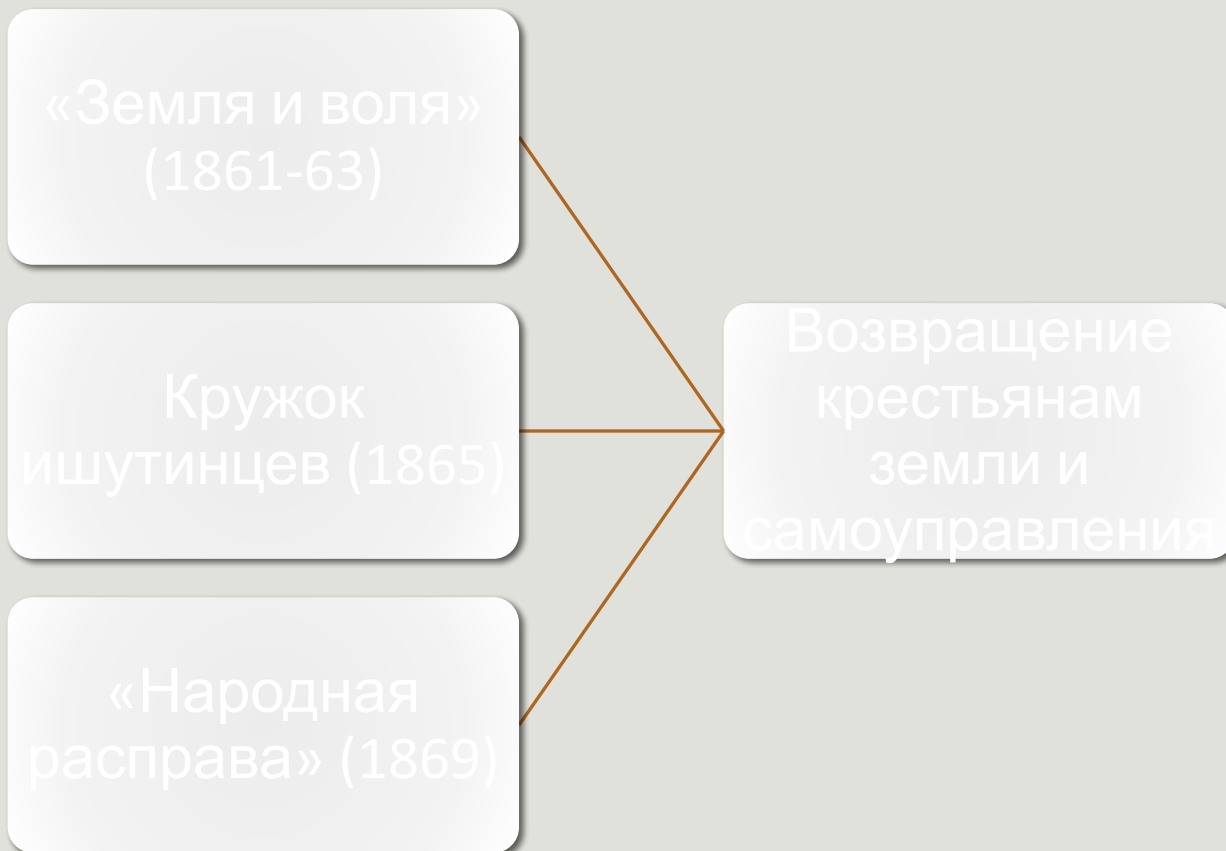 «Земля и воля»
(1861-63)
Кружок
ишутинцев (1865)
«Народная
расправа» (1869)
Возвращение
крестьянам
земли и
самоуправления